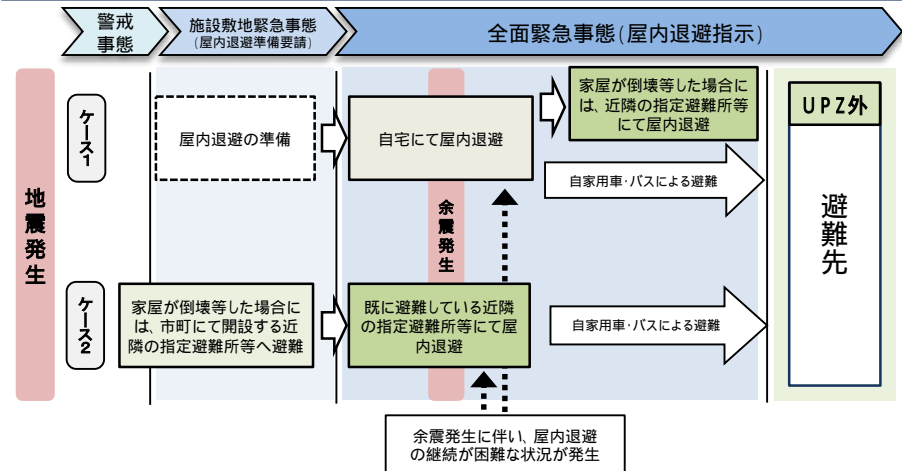 警戒
事態
施設敷地緊急事態
(屋内退避準備要請)
全面緊急事態(屋内退避指示)
地震発生
ケース1
屋内退避の準備
自宅にて屋内退避
家屋が倒壊等した場合に
は、近隣の指定避難所等
にて屋内退避
自家用車・バスによる避難
余震発生
UPZ外
避難先
ケース2
家屋が倒壊等した場合に
は、市町にて開設する近
隣の指定避難所等へ避難
既に避難している近隣
の指定避難所等にて屋
内退避
自家用車・バスによる避難
余震発生に伴い、屋内退避
の継続が困難な状況が発生